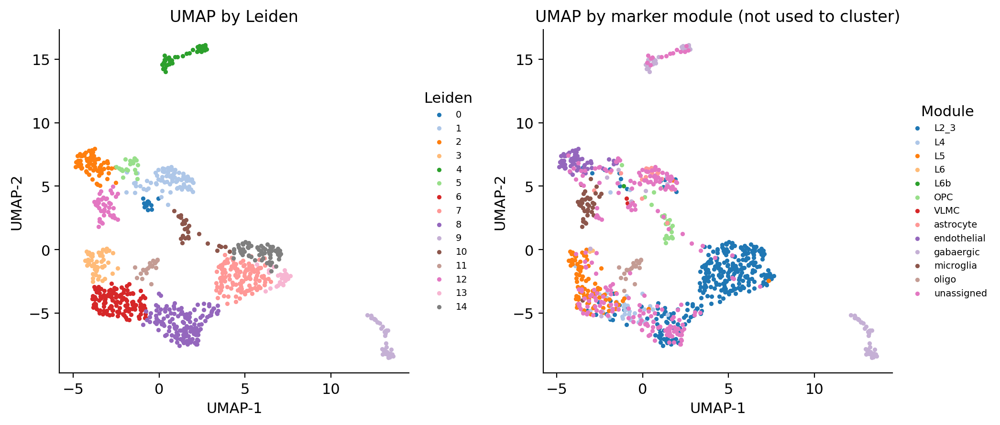 UMAP by Leiden
UMAP-2
15
10
5
0
−5
−5
0
5
10
UMAP-1
Leiden
0
1
2
3
4
5
6
7
8
9
10
11
12
13
14
UMAP by marker module (not used to cluster)
UMAP-2
15
10
5
0
−5
−5
0
5
10
UMAP-1
Module
L2_3
L4
L5
L6
L6b
OPC
VLMC
astrocyte
endothelial
gabaergic
microglia
oligo
unassigned